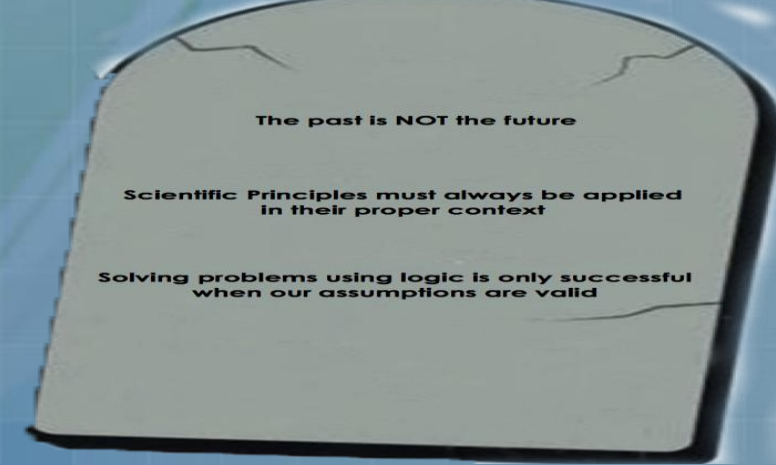 The past is NOT the future
Scientific Principles must always be applied
in their proper context
Solving problems using logic is only successful
when our assumptions are valid